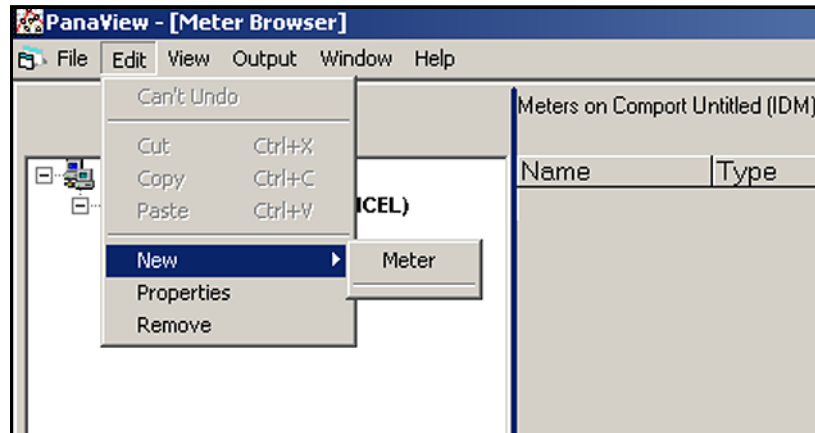 PanaView - [Meter Browser]
File Edit View Output Window Help
Can't Undo
Cut Ctrl+X
Copy Ctrl+C
Paste Ctrl+V
New
Properties
Remove
Meter
ICEL)
Meters on Comport Untitled (IDM)
Name Type